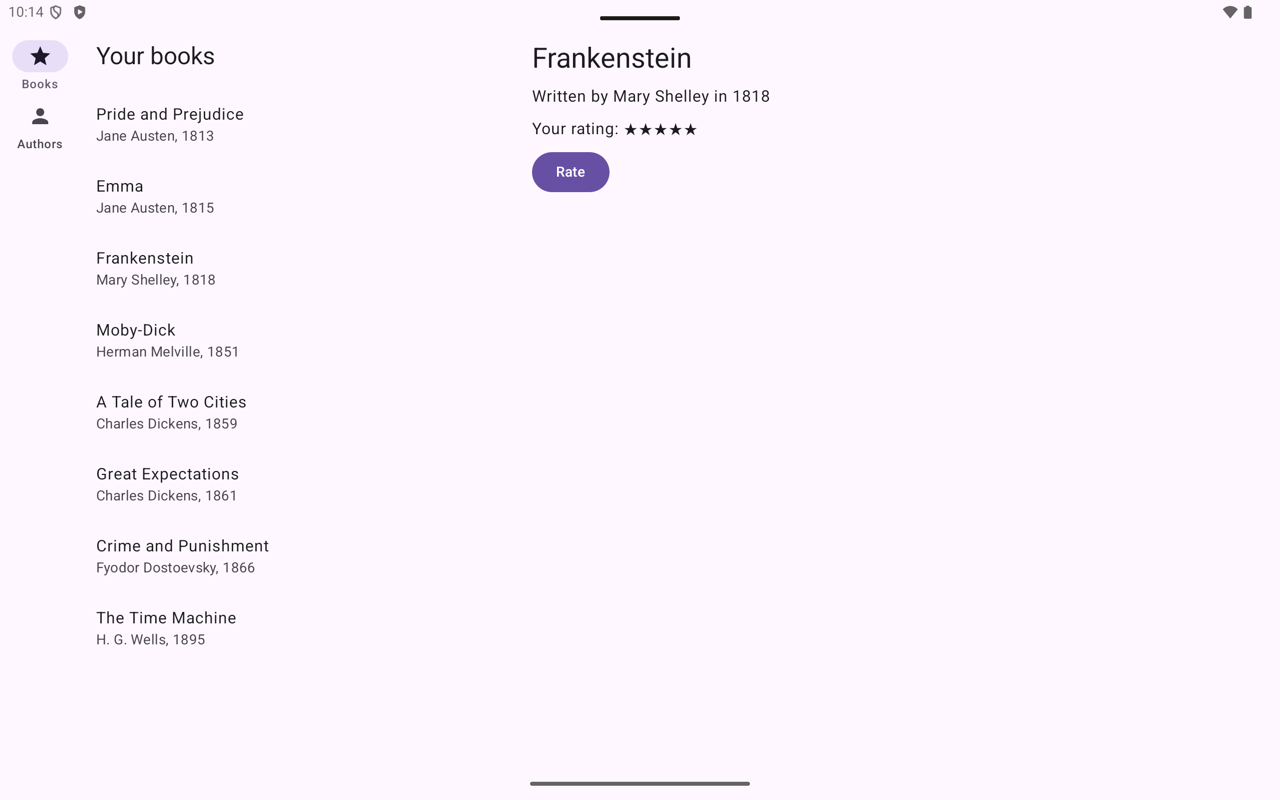 10:14
Books
Authors
Your books
Pride and Prejudice
Jane Austen, 1813
Emma
Jane Austen, 1815
Frankenstein
Mary Shelley, 1818
Moby-Dick
Herman Melville, 1851
A Tale of Two Cities
Charles Dickens, 1859
Great Expectations
Charles Dickens, 1861
Crime and Punishment
Fyodor Dostoevsky, 1866
The Time Machine
H. G. Wells, 1895
Frankenstein
Written by Mary Shelley in 1818
Your rating: ★★★★★
Rate